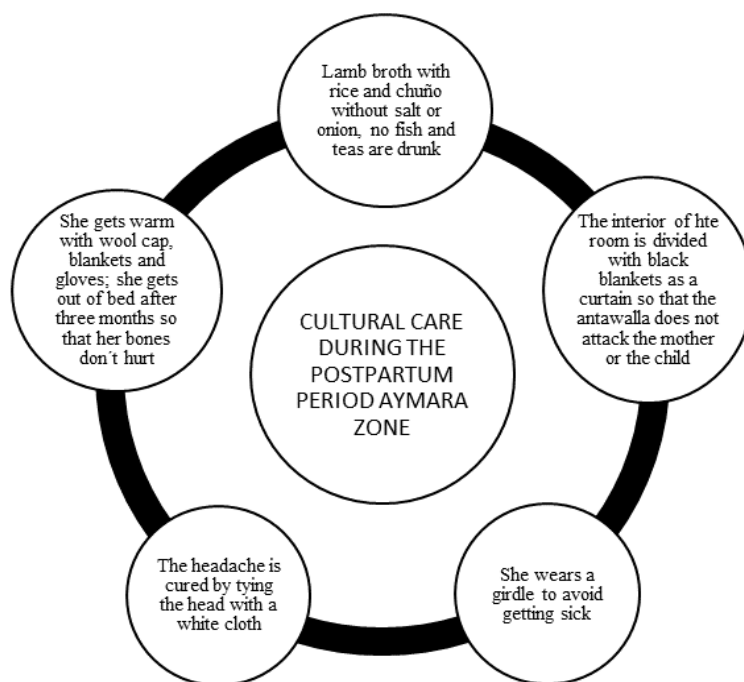 Lamb broth with
rice and chuño
without salt or
onion, no fish and
teas are drunk
The interior of hte
room is divided
with black
blankets as a
curtain so that the
antawalla does not
attack the mother
or the child
She wears a
girdle to avoid
getting sick
The headache is
cured by tying
the head with a
white cloth
She gets warm
with wool cap,
blankets and
gloves; she gets
out of bed after
three months so
that her bones
don´t hurt
CULTURAL CARE
DURING THE
POSTPARTUM
PERIOD AYMARA
ZONE